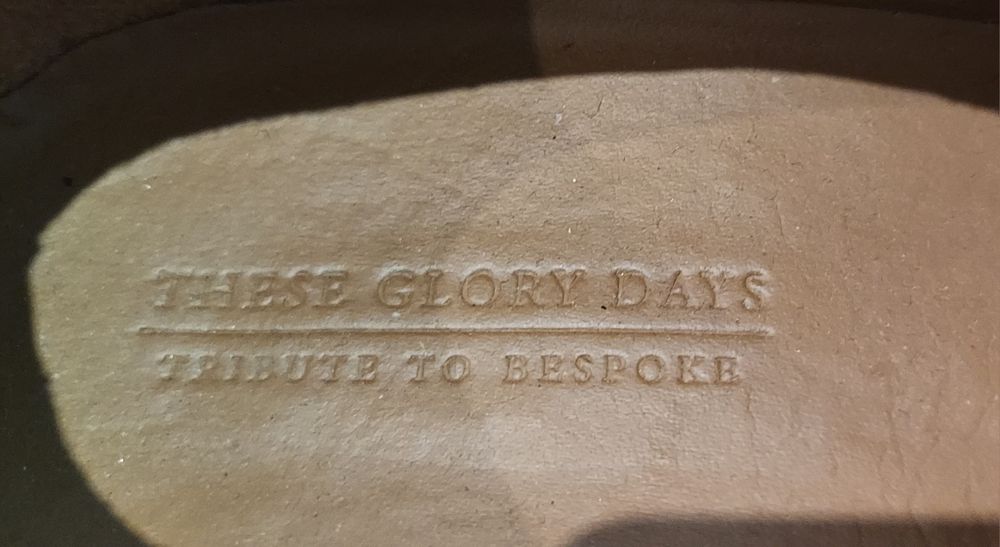 THESE GLORY DAYS
TRIBUTE TO BESPOKE